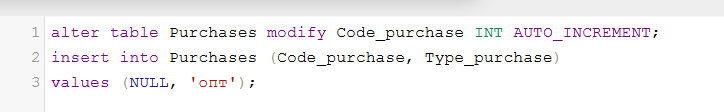 1 alter table Purchases modify Code_purchase INT AUTO_INCREMENT;
2 insert into Purchases (Code_purchase, Type_purchase)
3 values (NULL, 'опт');